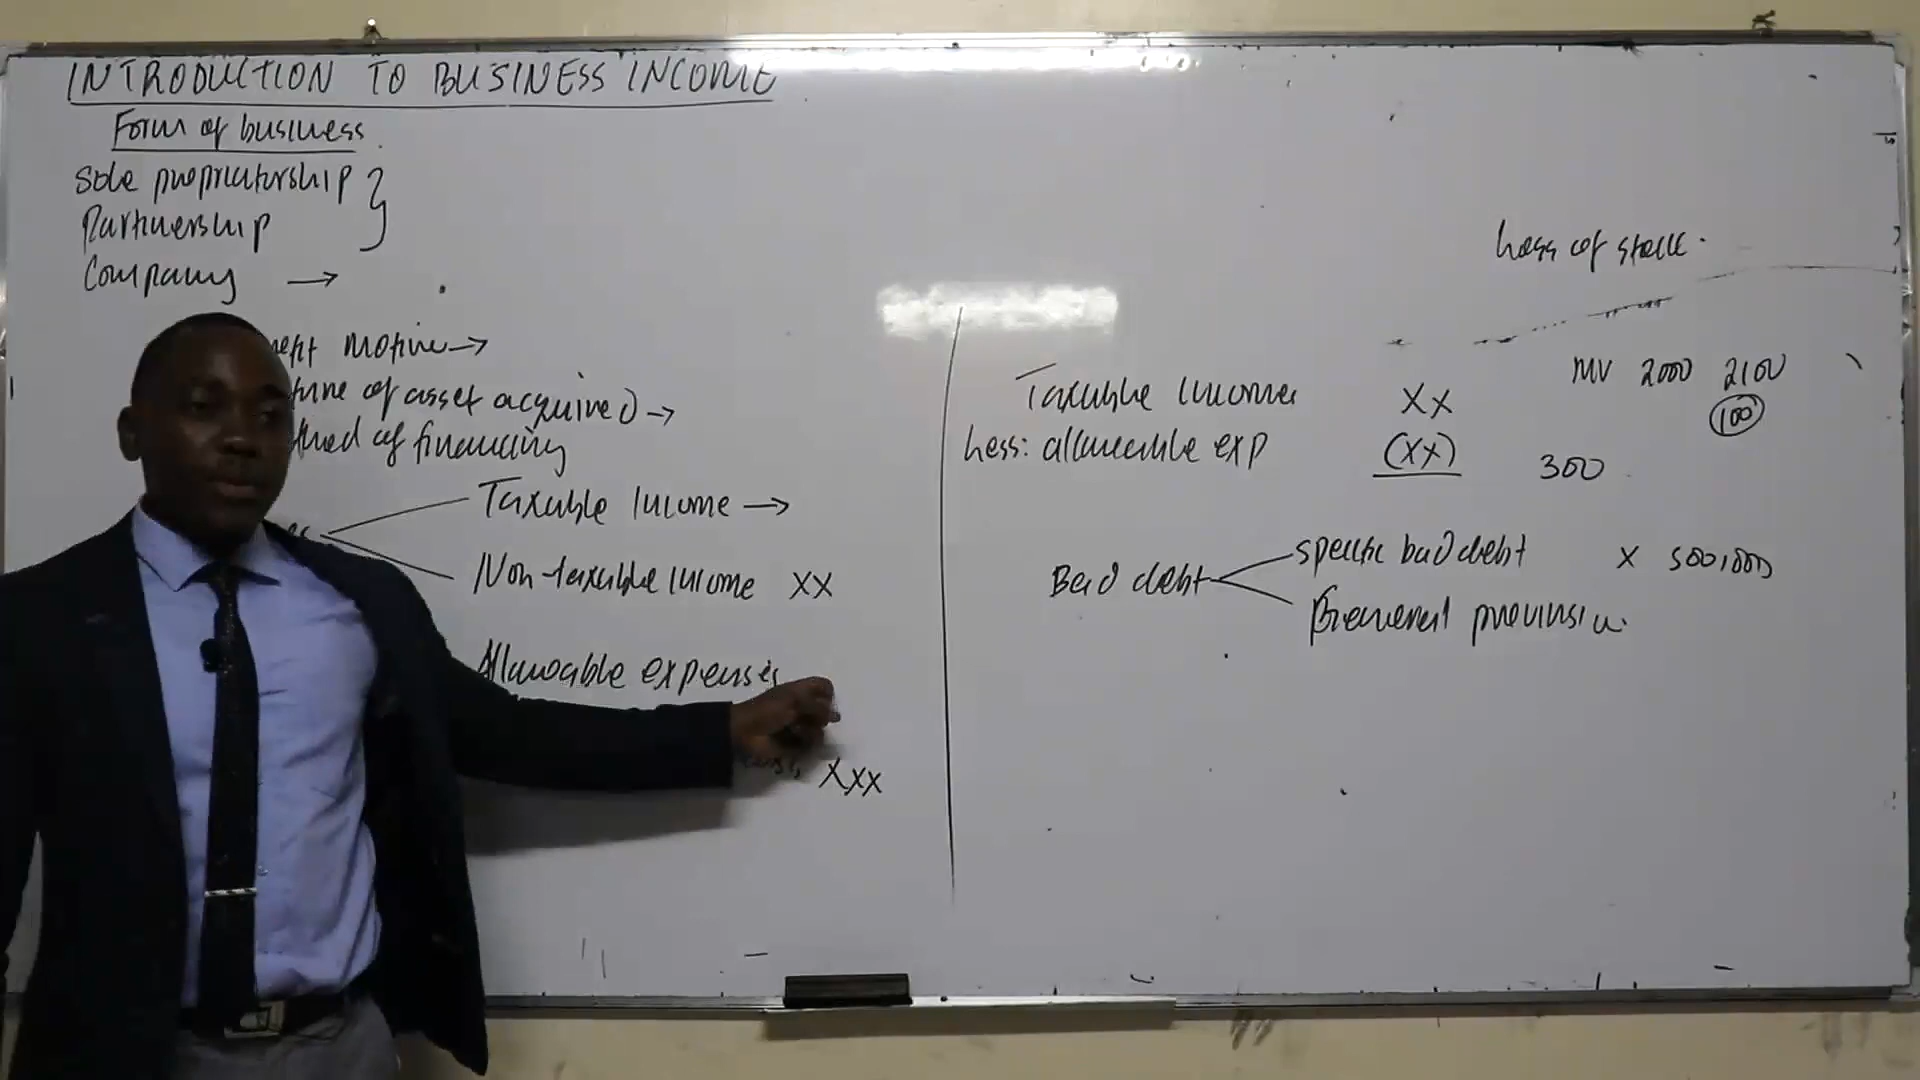 INTRODUCTION TO BUSINESS INCOME
Form of business
Sole proprietorship }
Partnership
Company →
motive →
of asset acquired →
of financing
Taxable Income →
Non-taxable income XX
Allowable expenses
XXX
Loss of stock.
Taxable Income XX
Less: allowable exp (XX)
MV 2000 2100
100
300
Bad debt
specific bad debt X 500,000
General provision.